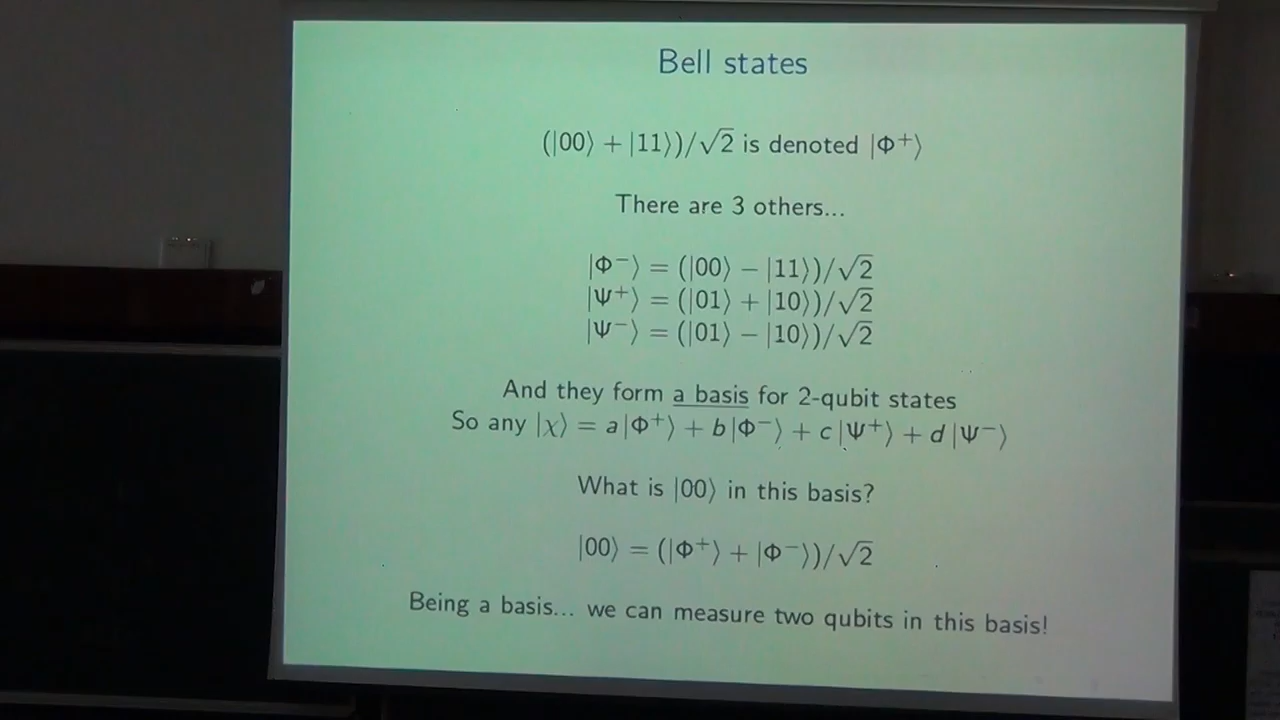 Bell states
(|00⟩ + |11⟩)/√2 is denoted |Φ⁺⟩
There are 3 others...
|Φ⁻⟩ = (|00⟩ − |11⟩)/√2
|Ψ⁺⟩ = (|01⟩ + |10⟩)/√2
|Ψ⁻⟩ = (|01⟩ − |10⟩)/√2
And they form a basis for 2-qubit states
So any |χ⟩ = a|Φ⁺⟩ + b|Φ⁻⟩ + c|Ψ⁺⟩ + d|Ψ⁻⟩
What is |00⟩ in this basis?
|00⟩ = (|Φ⁺⟩ + |Φ⁻⟩)/√2
Being a basis... we can measure two qubits in this basis!